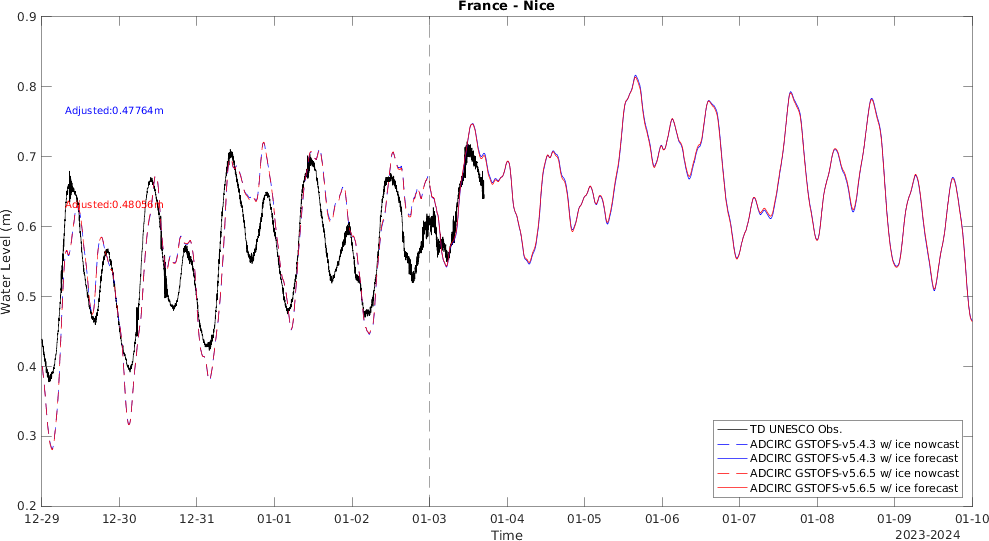 France - Nice
0.9
0.8
0.7
0.6
0.5
0.4
0.3
0.2
Water Level (m)
Adjusted:0.47764m
Adjusted:0.48056m
TD UNESCO Obs.
ADCIRC GSTOFS-v5.4.3 w/ ice nowcast
ADCIRC GSTOFS-v5.4.3 w/ ice forecast
ADCIRC GSTOFS-v5.6.5 w/ ice nowcast
ADCIRC GSTOFS-v5.6.5 w/ ice forecast
12-29 12-30 12-31 01-01 01-02 01-03 01-04 01-05 01-06 01-07 01-08 01-09 01-10
Time
2023-2024